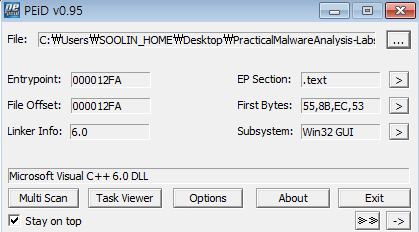 PEiD v0.95
File: C:₩Users₩SOOLIN_HOME₩Desktop₩PracticalMalwareAnalysis-Labs ...
Entrypoint: 000012FA EP Section: .text >
File Offset: 000012FA First Bytes: 55,8B,EC,53 >
Linker Info: 6.0 Subsystem: Win32 GUI >
Microsoft Visual C++ 6.0 DLL
Multi Scan Task Viewer Options About Exit
Stay on top >> ->